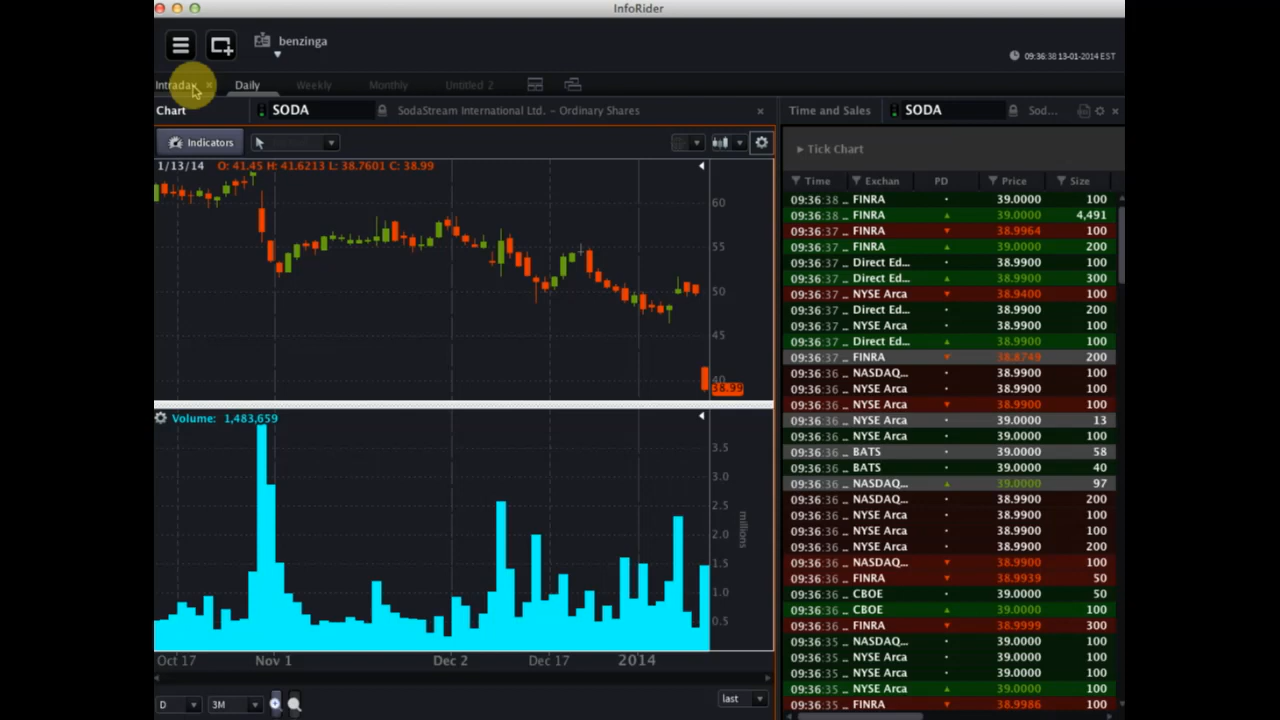 InfoRider
benzinga
09:36:38 13-01-2014 EST
Intraday Daily Weekly Monthly Untitled 2
Chart SODA SodaStream International Ltd. - Ordinary Shares
Time and Sales SODA Sod...
Indicators
Tick Chart
1/13/14 O: 41.45 H: 41.6213 L: 38.7601 C: 38.99
60
55
50
45
40
38.99
Volume: 1,483,659
3.5
3.0
2.5
2.0
1.5
1.0
0.5
millions
Oct 17 Nov 1 Dec 2 Dec 17 2014
D 3M last
Time Exchan PD Price Size
09:36:38 FINRA 39.0000 100
09:36:38 FINRA 39.0000 4,491
09:36:37 FINRA 38.9964 100
09:36:37 FINRA 39.0000 200
09:36:37 Direct Ed... 38.9900 100
09:36:37 Direct Ed... 38.9900 300
09:36:37 NYSE Arca 38.9400 100
09:36:37 Direct Ed... 38.9900 200
09:36:37 NYSE Arca 38.9900 100
09:36:37 Direct Ed... 38.9900 100
09:36:37 FINRA 38.8749 200
09:36:36 NASDAQ... 38.9900 100
09:36:36 NYSE Arca 38.9900 100
09:36:36 NASDAQ... 38.9900 100
09:36:36 NYSE Arca 39.0000 13
09:36:36 NYSE Arca 39.0000 100
09:36:36 BATS 39.0000 58
09:36:36 BATS 39.0000 40
09:36:36 NASDAQ... 39.0000 97
09:36:36 NASDAQ... 38.9900 200
09:36:36 NYSE Arca 38.9900 100
09:36:36 NYSE Arca 38.9900 100
09:36:36 NYSE Arca 38.9900 200
09:36:36 NASDAQ... 38.9900 100
09:36:36 FINRA 38.9939 50
09:36:36 CBOE 39.0000 50
09:36:36 CBOE 39.0000 100
09:36:36 FINRA 38.9999 300
09:36:35 NASDAQ... 39.0000 100
09:36:35 NYSE Arca 39.0000 100
09:36:35 NYSE Arca 39.0000 100
09:36:35 NYSE Arca 39.0000 100
09:36:35 FINRA 38.9986 100